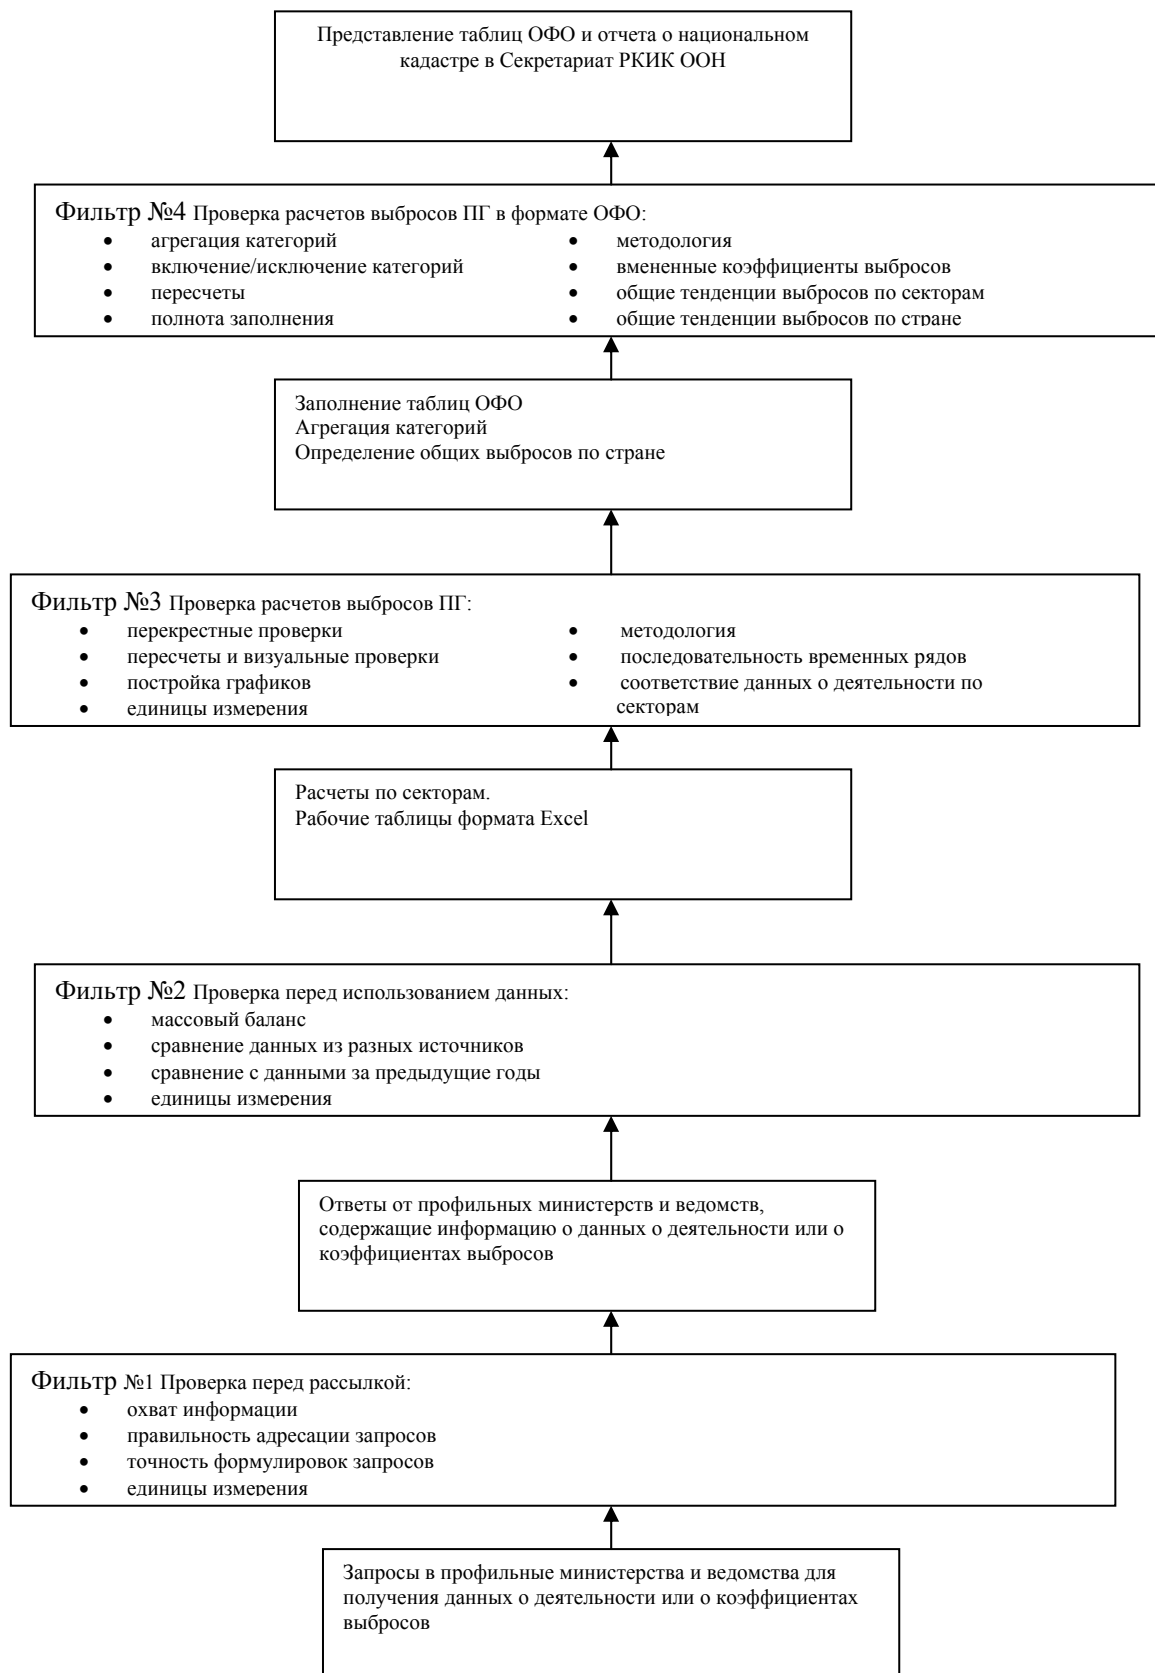 Представление таблиц ОФО и отчета о национальном
кадастре в Секретариат РКИК ООН
Фильтр №4 Проверка расчетов выбросов ПГ в формате ОФО:
• агрегация категорий
• включение/исключение категорий
• пересчеты
• полнота заполнения
• методология
• вмененные коэффициенты выбросов
• общие тенденции выбросов по секторам
• общие тенденции выбросов по стране
Заполнение таблиц ОФО
Агрегация категорий
Определение общих выбросов по стране
Фильтр №3 Проверка расчетов выбросов ПГ:
• перекрестные проверки
• пересчеты и визуальные проверки
• постройка графиков
• единицы измерения
• методология
• последовательность временных рядов
• соответствие данных о деятельности по
секторам
Расчеты по секторам.
Рабочие таблицы формата Excel
Фильтр №2 Проверка перед использованием данных:
• массовый баланс
• сравнение данных из разных источников
• сравнение с данными за предыдущие годы
• единицы измерения
Ответы от профильных министерств и ведомств,
содержащие информацию о данных о деятельности или о
коэффициентах выбросов
Фильтр №1 Проверка перед рассылкой:
• охват информации
• правильность адресации запросов
• точность формулировок запросов
• единицы измерения
Запросы в профильные министерства и ведомства для
получения данных о деятельности или о коэффициентах
выбросов